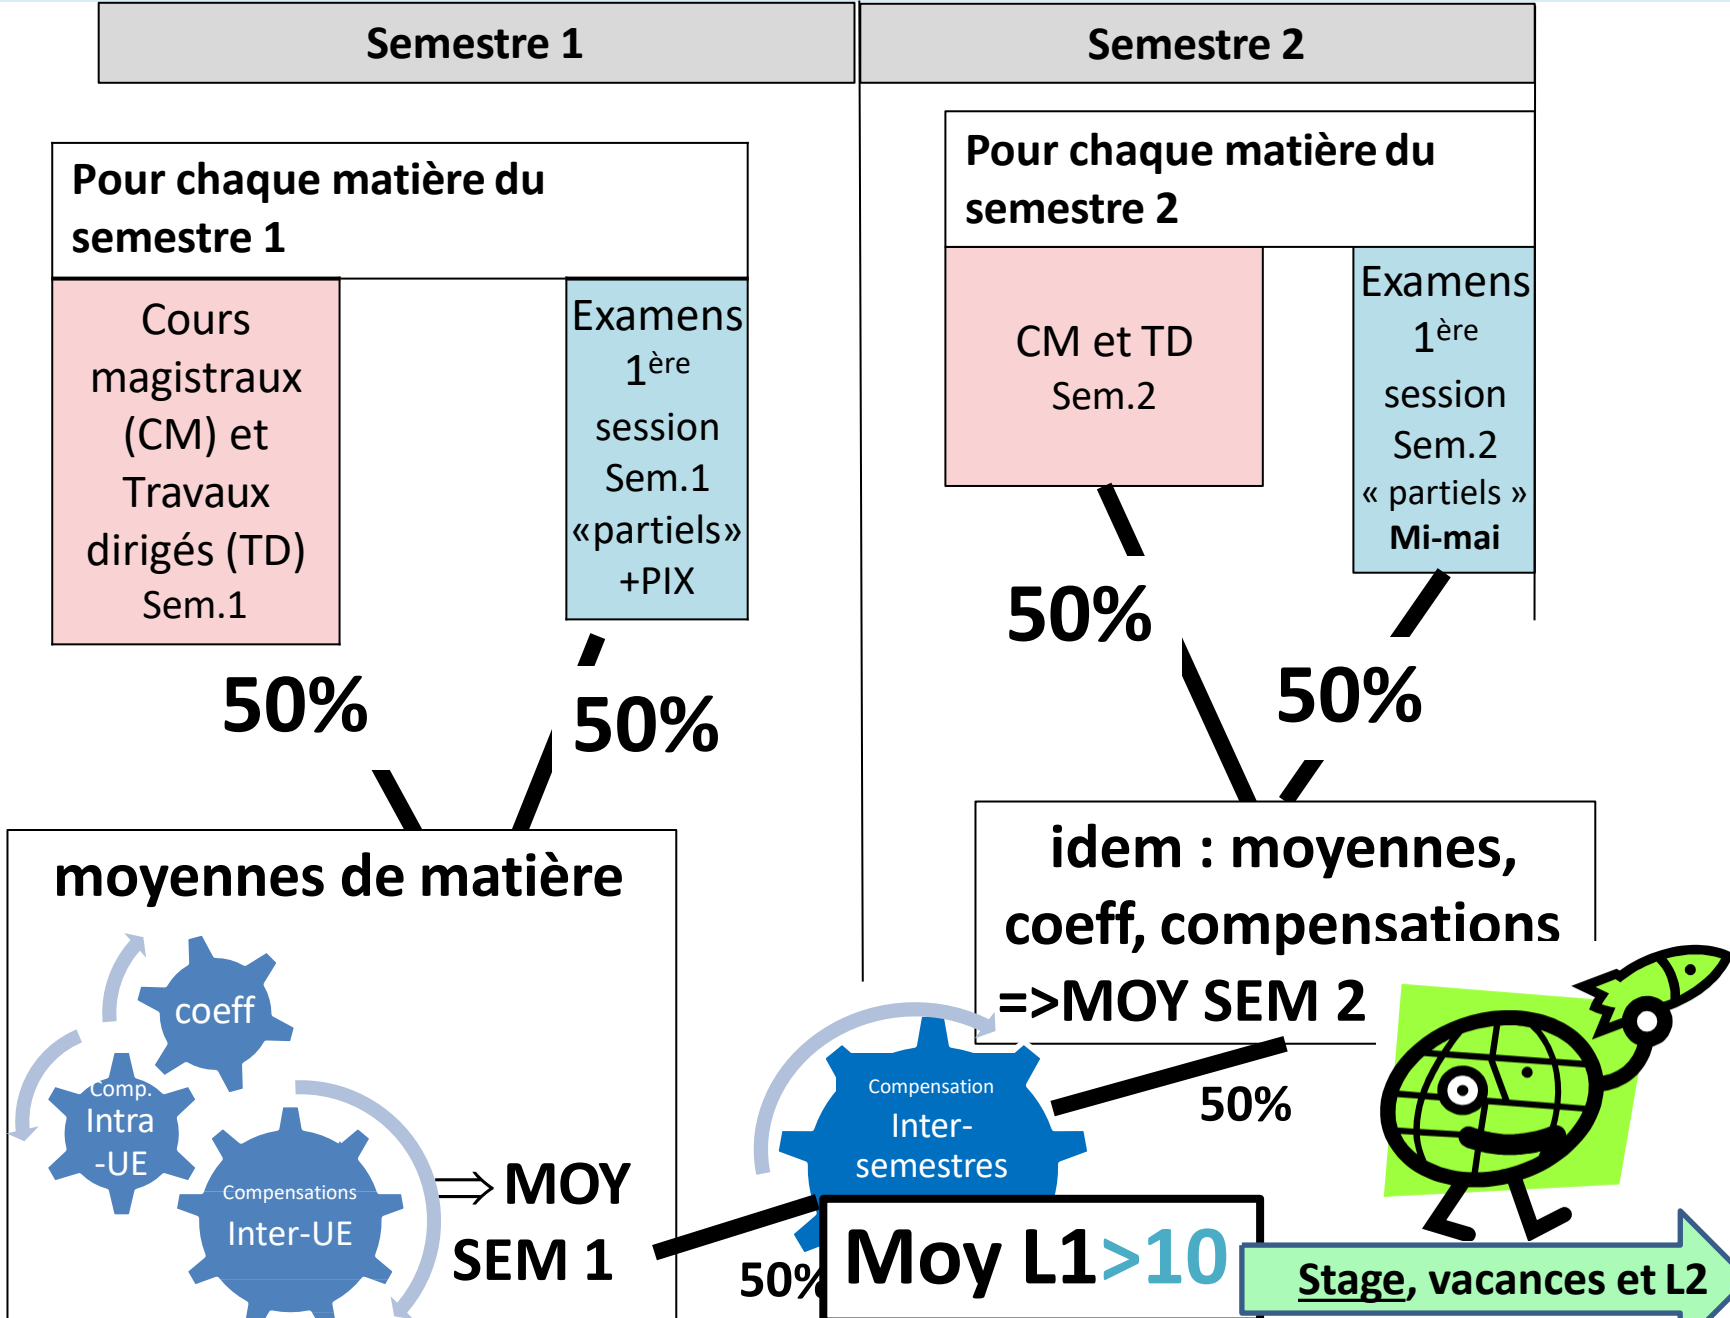 Semestre 1
Semestre 2
Pour chaque matière du
semestre 1
Cours
magistraux
(CM) et
Travaux
dirigés (TD)
Sem.1
Examens
1ère
session
Sem.1
«partiels»
+PIX
50%
50%
moyennes de matière
coeff
Comp.
Intra
-UE
Compensations
Inter-UE
⇒ MOY
SEM 1
Pour chaque matière du
semestre 2
CM et TD
Sem.2
Examens
1ère
session
Sem.2
« partiels »
Mi-mai
50%
50%
idem : moyennes,
coeff, compensations
=>MOY SEM 2
Compensation
Inter-
semestres
50%
50%
Moy L1>10
Stage, vacances et L2